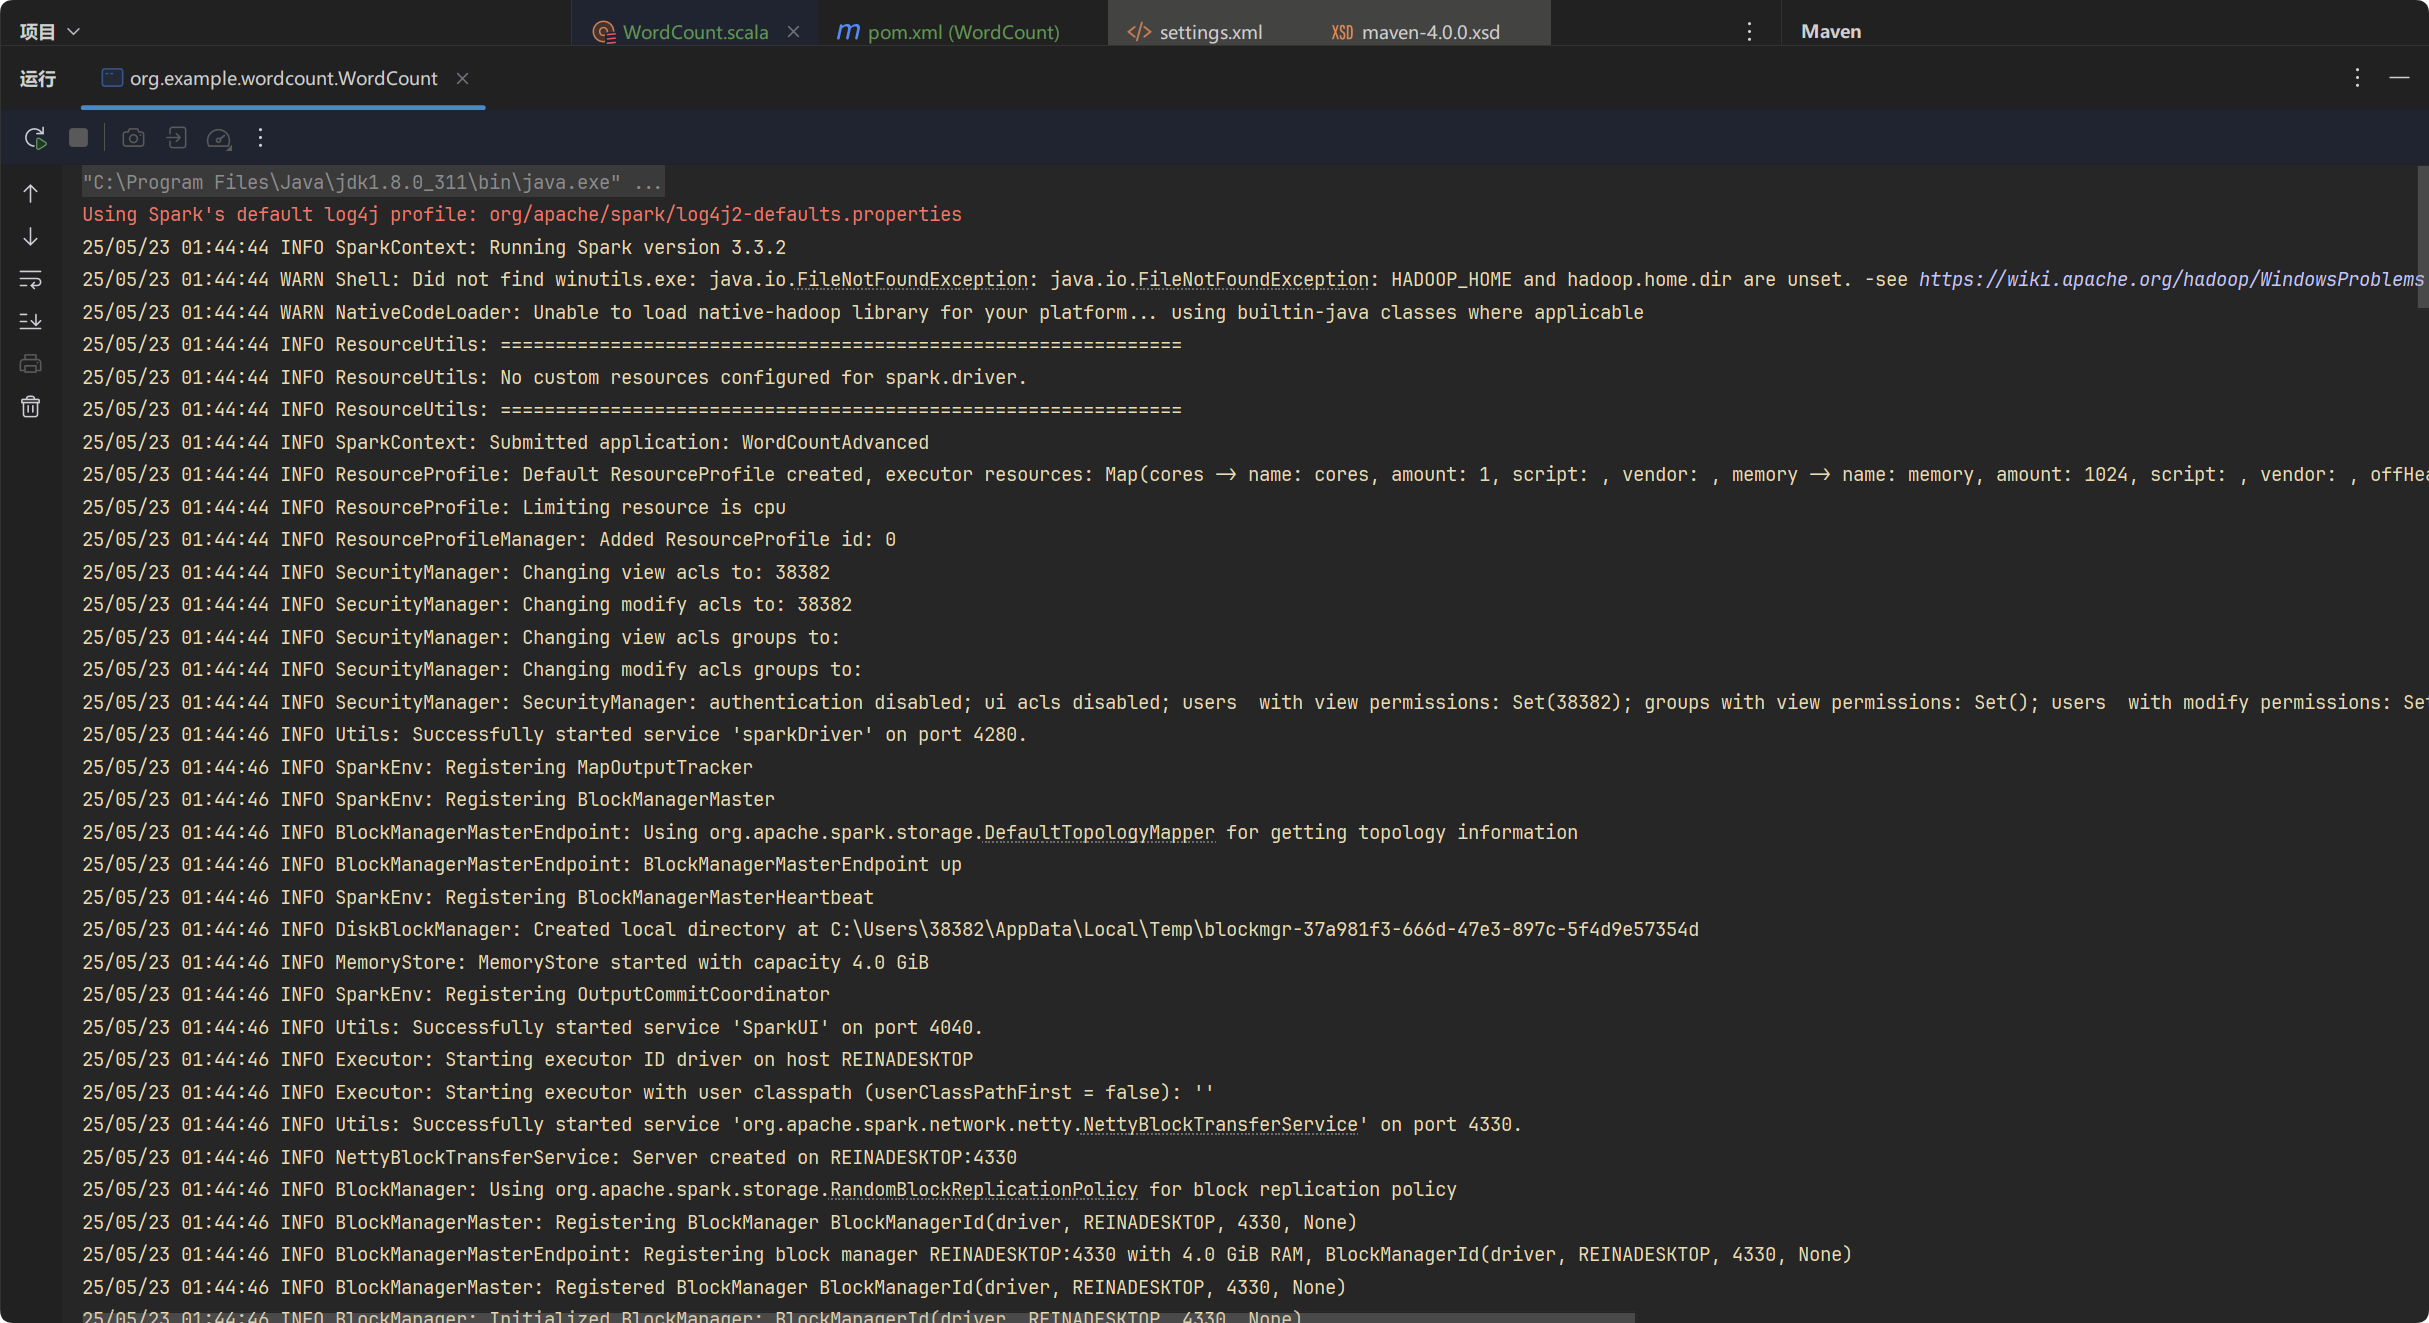 项目
WordCount.scala
pom.xml (WordCount)
settings.xml
XSD maven-4.0.0.xsd
Maven
运行
org.example.wordcount.WordCount
"C:\Program Files\Java\jdk1.8.0_311\bin\java.exe" ...
Using Spark's default log4j profile: org/apache/spark/log4j2-defaults.properties
25/05/23 01:44:44 INFO SparkContext: Running Spark version 3.3.2
25/05/23 01:44:44 WARN Shell: Did not find winutils.exe: java.io.FileNotFoundException: java.io.FileNotFoundException: HADOOP_HOME and hadoop.home.dir are unset. -see https://wiki.apache.org/hadoop/WindowsProblems
25/05/23 01:44:44 WARN NativeCodeLoader: Unable to load native-hadoop library for your platform... using builtin-java classes where applicable
25/05/23 01:44:44 INFO ResourceUtils: ==============================================================
25/05/23 01:44:44 INFO ResourceUtils: No custom resources configured for spark.driver.
25/05/23 01:44:44 INFO ResourceUtils: ==============================================================
25/05/23 01:44:44 INFO SparkContext: Submitted application: WordCountAdvanced
25/05/23 01:44:44 INFO ResourceProfile: Default ResourceProfile created, executor resources: Map(cores -> name: cores, amount: 1, script: , vendor: , memory -> name: memory, amount: 1024, script: , vendor: , offHea
25/05/23 01:44:44 INFO ResourceProfile: Limiting resource is cpu
25/05/23 01:44:44 INFO ResourceProfileManager: Added ResourceProfile id: 0
25/05/23 01:44:44 INFO SecurityManager: Changing view acls to: 38382
25/05/23 01:44:44 INFO SecurityManager: Changing modify acls to: 38382
25/05/23 01:44:44 INFO SecurityManager: Changing view acls groups to:
25/05/23 01:44:44 INFO SecurityManager: Changing modify acls groups to:
25/05/23 01:44:44 INFO SecurityManager: SecurityManager: authentication disabled; ui acls disabled; users  with view permissions: Set(38382); groups with view permissions: Set(); users  with modify permissions: Set
25/05/23 01:44:46 INFO Utils: Successfully started service 'sparkDriver' on port 4280.
25/05/23 01:44:46 INFO SparkEnv: Registering MapOutputTracker
25/05/23 01:44:46 INFO SparkEnv: Registering BlockManagerMaster
25/05/23 01:44:46 INFO BlockManagerMasterEndpoint: Using org.apache.spark.storage.DefaultTopologyMapper for getting topology information
25/05/23 01:44:46 INFO BlockManagerMasterEndpoint: BlockManagerMasterEndpoint up
25/05/23 01:44:46 INFO SparkEnv: Registering BlockManagerMasterHeartbeat
25/05/23 01:44:46 INFO DiskBlockManager: Created local directory at C:\Users\38382\AppData\Local\Temp\blockmgr-37a981f3-666d-47e3-897c-5f4d9e57354d
25/05/23 01:44:46 INFO MemoryStore: MemoryStore started with capacity 4.0 GiB
25/05/23 01:44:46 INFO SparkEnv: Registering OutputCommitCoordinator
25/05/23 01:44:46 INFO Utils: Successfully started service 'SparkUI' on port 4040.
25/05/23 01:44:46 INFO Executor: Starting executor ID driver on host REINADESKTOP
25/05/23 01:44:46 INFO Executor: Starting executor with user classpath (userClassPathFirst = false): ''
25/05/23 01:44:46 INFO Utils: Successfully started service 'org.apache.spark.network.netty.NettyBlockTransferService' on port 4330.
25/05/23 01:44:46 INFO NettyBlockTransferService: Server created on REINADESKTOP:4330
25/05/23 01:44:46 INFO BlockManager: Using org.apache.spark.storage.RandomBlockReplicationPolicy for block replication policy
25/05/23 01:44:46 INFO BlockManagerMaster: Registering BlockManager BlockManagerId(driver, REINADESKTOP, 4330, None)
25/05/23 01:44:46 INFO BlockManagerMasterEndpoint: Registering block manager REINADESKTOP:4330 with 4.0 GiB RAM, BlockManagerId(driver, REINADESKTOP, 4330, None)
25/05/23 01:44:46 INFO BlockManagerMaster: Registered BlockManager BlockManagerId(driver, REINADESKTOP, 4330, None)
25/05/23 01:44:46 INFO BlockManager: Initialized BlockManager: BlockManagerId(driver, REINADESKTOP, 4330, None)